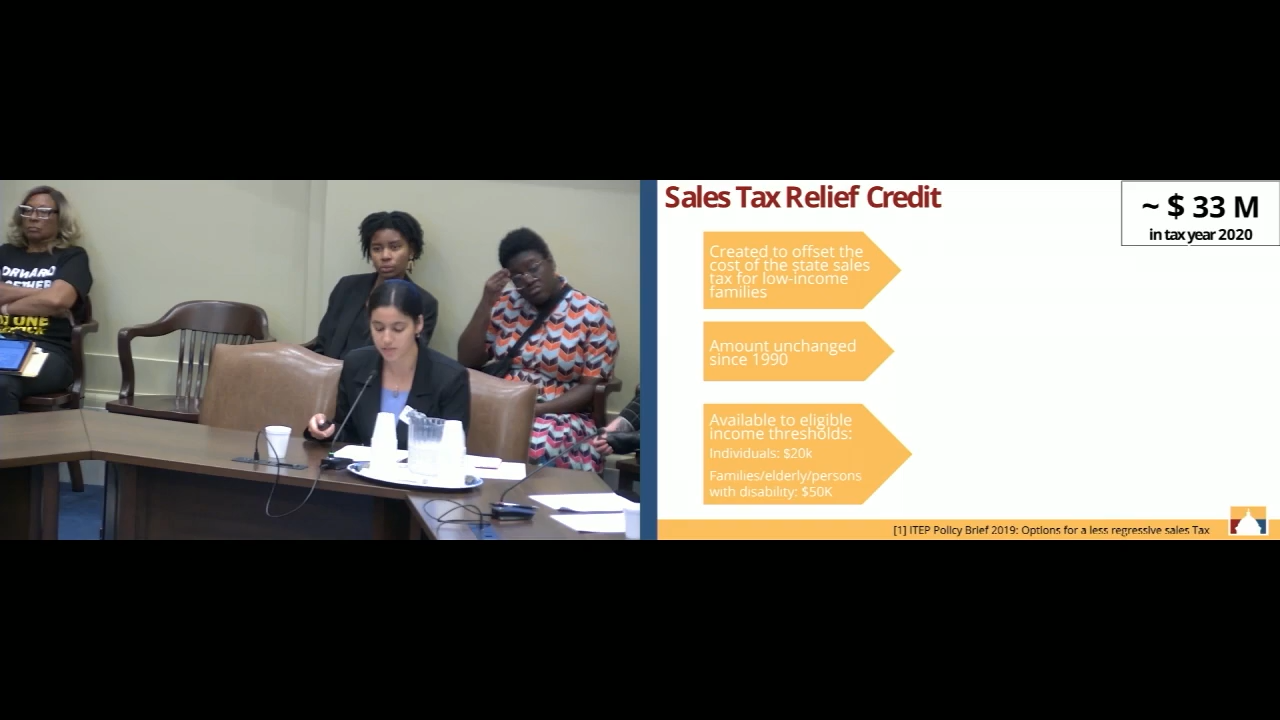 ORWARD
Sales Tax Relief Credit
~ $ 33 M
in tax year 2020
Created to offset the
cost of the state sales
tax for low-income
families
Amount unchanged
since 1990
Available to eligible
income thresholds:
Individuals: $20k
Families/elderly/persons
with disability: $50K
[1] ITEP Policy Brief 2019: Options for a less regressive sales Tax